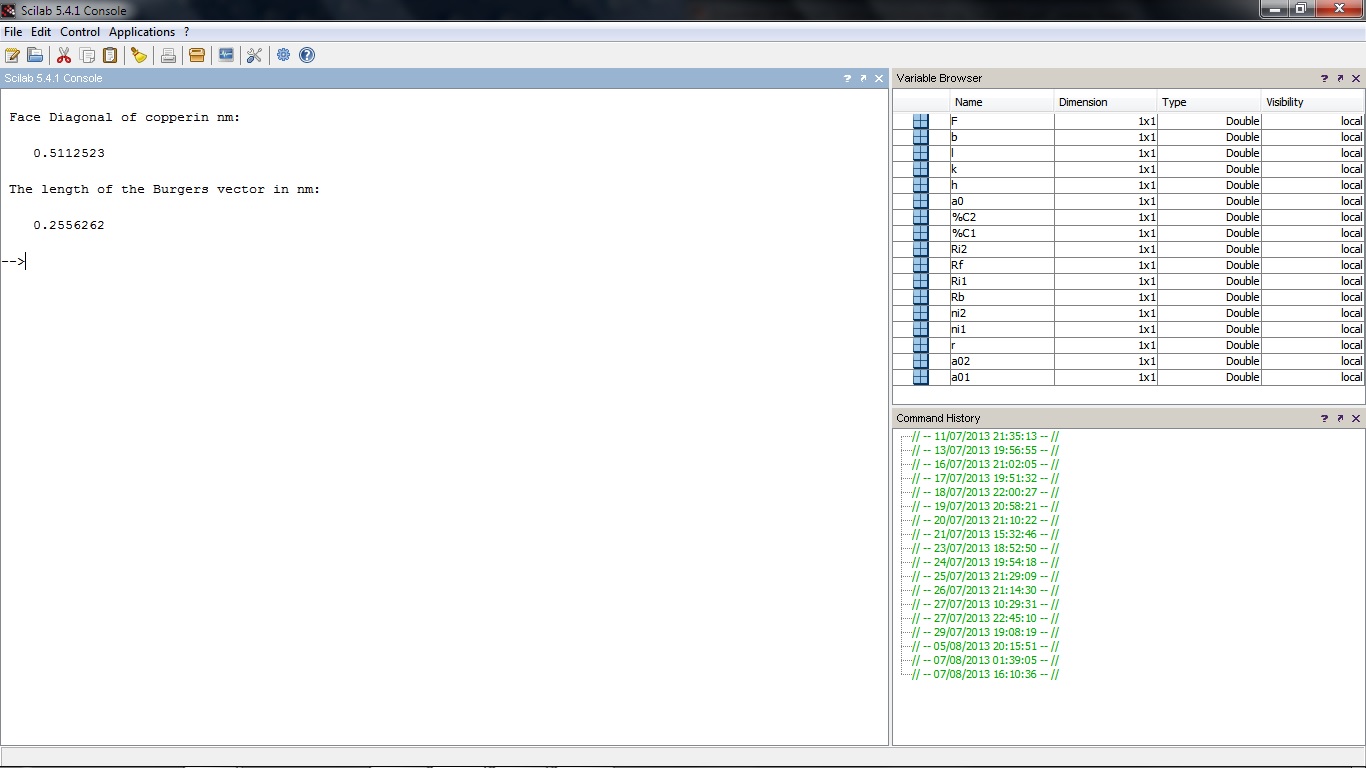 Scilab 5.4.1 Console
File Edit Control Applications ?
Scilab 5.4.1 Console
Face Diagonal of copperin nm:
0.5112523
The length of the Burgers vector in nm:
0.2556262
-->
Variable Browser
Name Dimension Type Visibility
F 1x1 Double local
b 1x1 Double local
l 1x1 Double local
k 1x1 Double local
h 1x1 Double local
a0 1x1 Double local
%C2 1x1 Double local
%C1 1x1 Double local
Ri2 1x1 Double local
Rf 1x1 Double local
Ri1 1x1 Double local
Rb 1x1 Double local
ni2 1x1 Double local
ni1 1x1 Double local
r 1x1 Double local
a02 1x1 Double local
a01 1x1 Double local
Command History
// -- 11/07/2013 21:35:13 -- //
// -- 13/07/2013 19:56:55 -- //
// -- 16/07/2013 21:02:05 -- //
// -- 17/07/2013 19:51:32 -- //
// -- 18/07/2013 22:00:27 -- //
// -- 19/07/2013 20:58:21 -- //
// -- 20/07/2013 21:10:22 -- //
// -- 21/07/2013 15:32:46 -- //
// -- 23/07/2013 18:52:50 -- //
// -- 24/07/2013 19:54:18 -- //
// -- 25/07/2013 21:29:09 -- //
// -- 26/07/2013 21:14:30 -- //
// -- 27/07/2013 10:29:31 -- //
// -- 27/07/2013 22:45:10 -- //
// -- 29/07/2013 19:08:19 -- //
// -- 05/08/2013 20:15:51 -- //
// -- 07/08/2013 01:39:05 -- //
// -- 07/08/2013 16:10:36 -- //